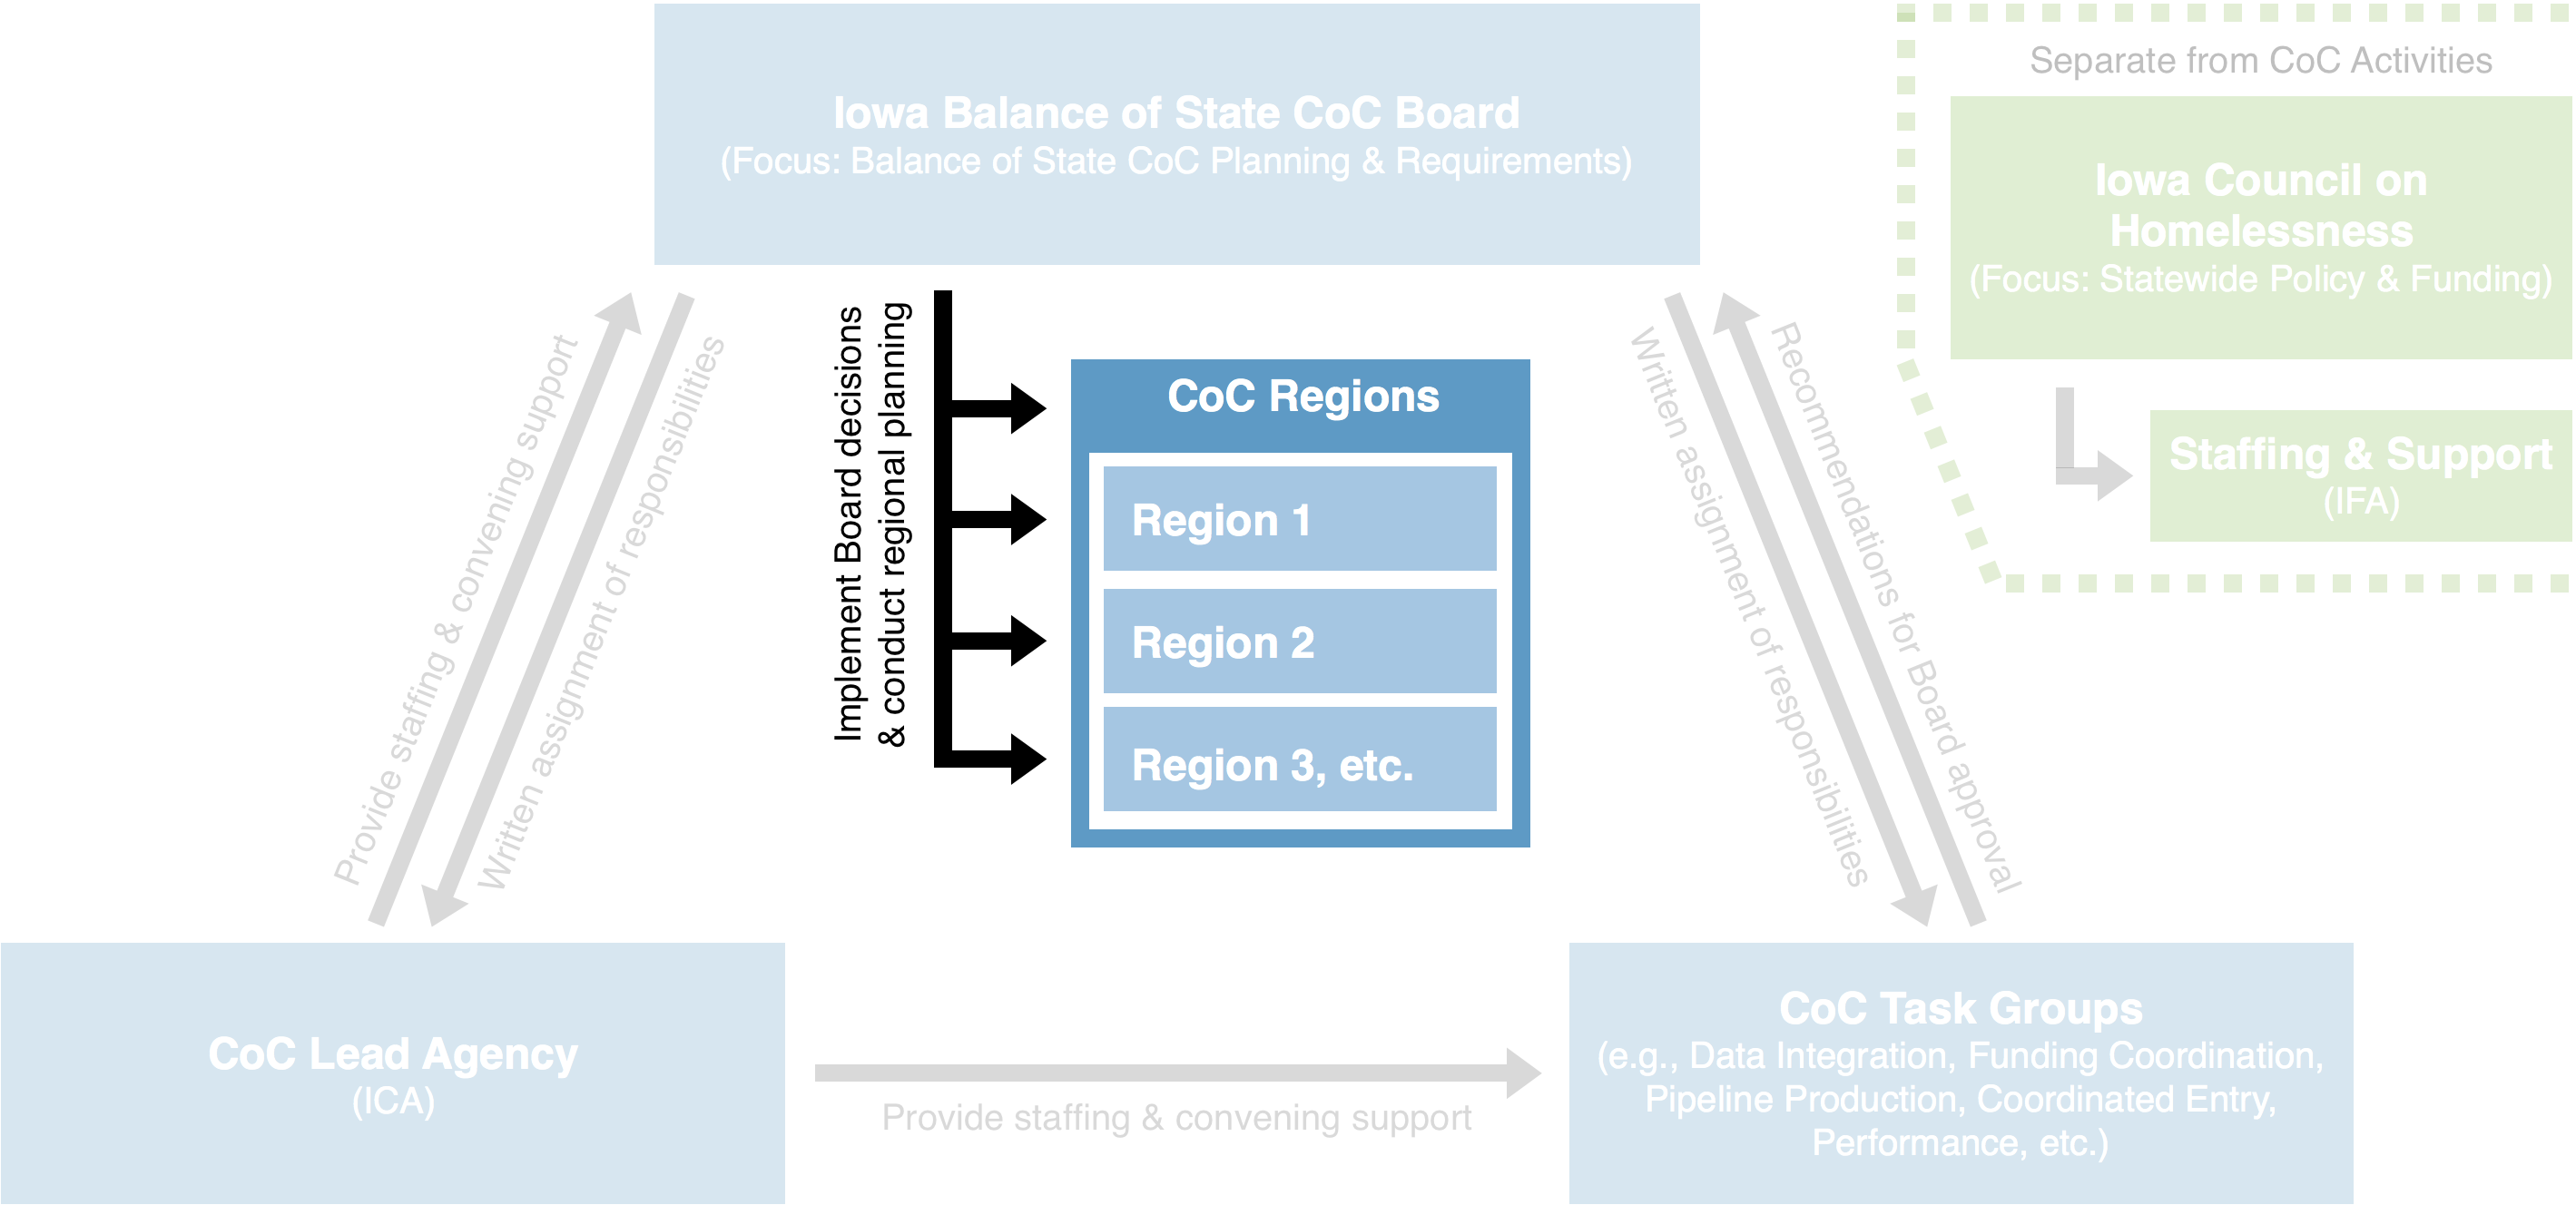 Iowa Balance of State CoC Board
(Focus: Balance of State CoC Planning & Requirements)
Separate from CoC Activities
Iowa Council on
Homelessness
(Focus: Statewide Policy & Funding)
Staffing & Support
(IFA)
Provide staffing & convening support
Written assignment of responsibilities
Implement Board decisions
& conduct regional planning
CoC Regions
Region 1
Region 2
Region 3, etc.
Written assignment of responsibilities
Recommendations for Board approval
CoC Lead Agency
(ICA)
Provide staffing & convening support
CoC Task Groups
(e.g., Data Integration, Funding Coordination,
Pipeline Production, Coordinated Entry,
Performance, etc.)